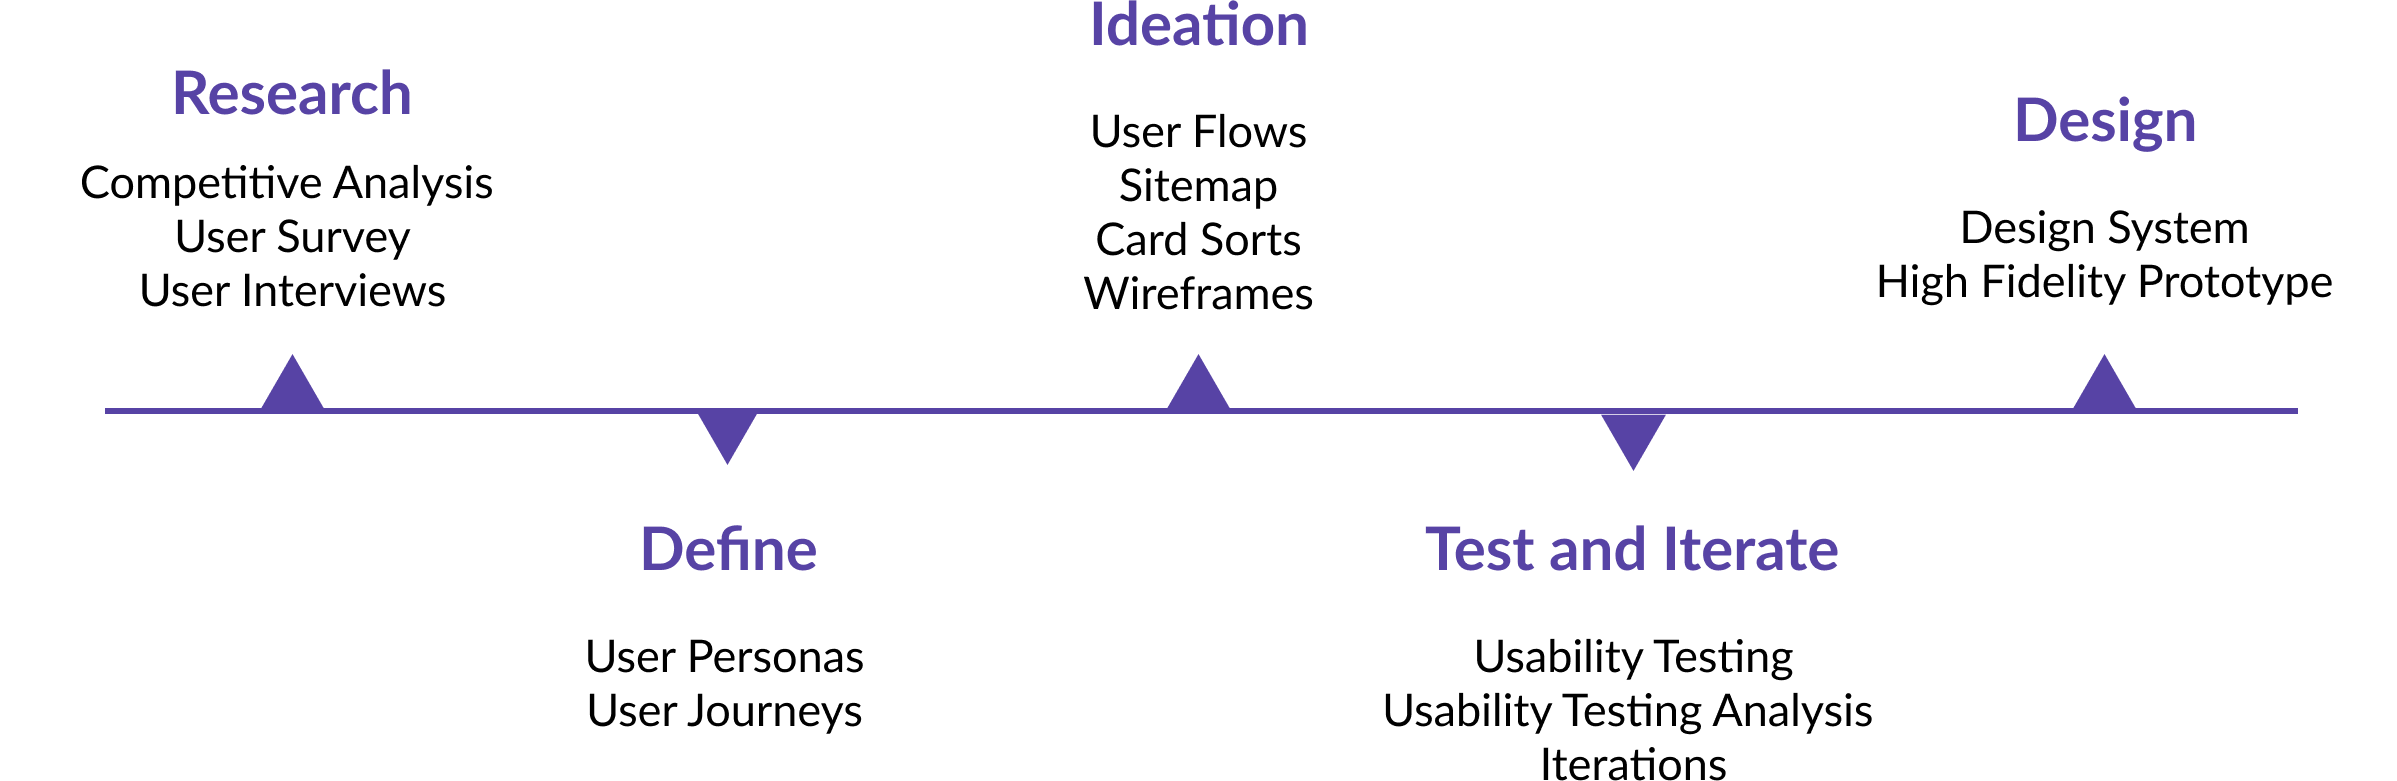 Research
Competitive Analysis
User Survey
User Interviews
Define
User Personas
User Journeys
Ideation
User Flows
Sitemap
Card Sorts
Wireframes
Test and Iterate
Usability Testing
Usability Testing Analysis
Iterations
Design
Design System
High Fidelity Prototype